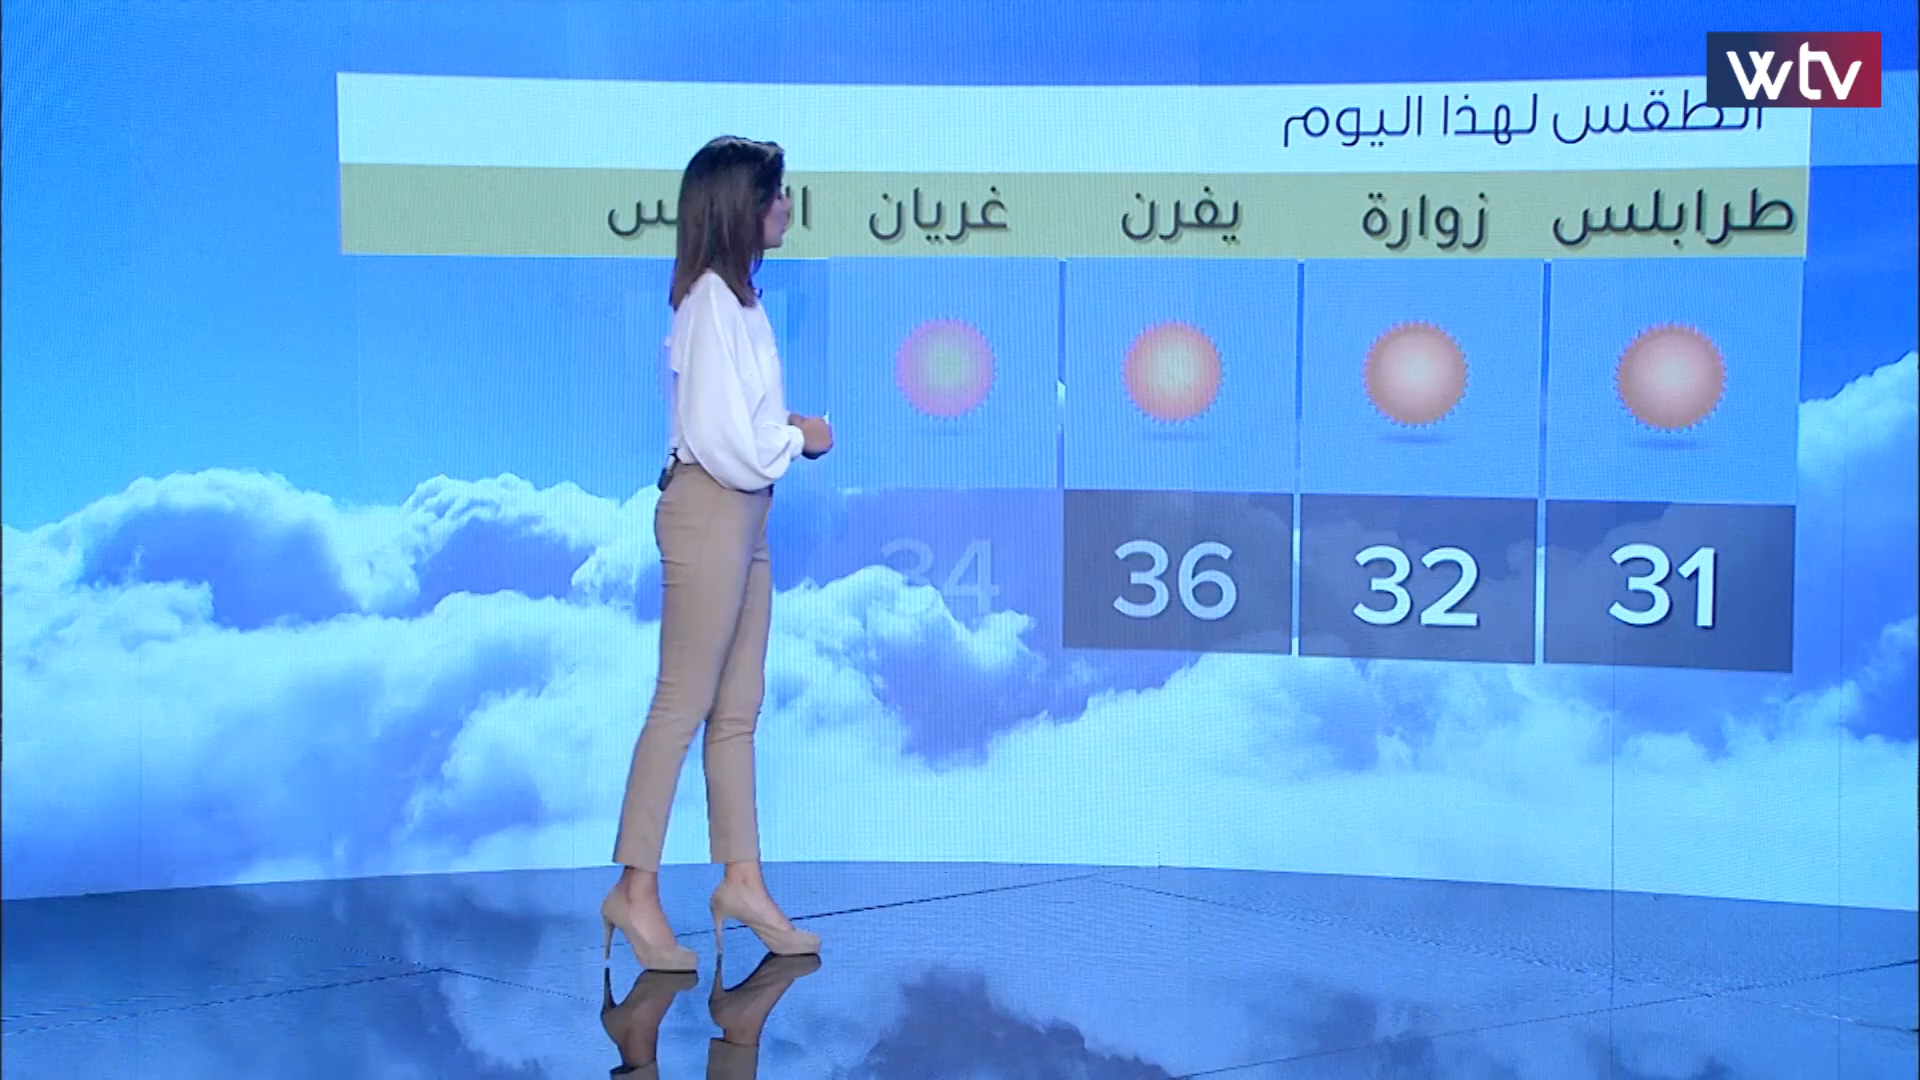 wtv
الطقس لهذا اليوم
طرابلس زوارة يفرن غريان
31 32 36 34